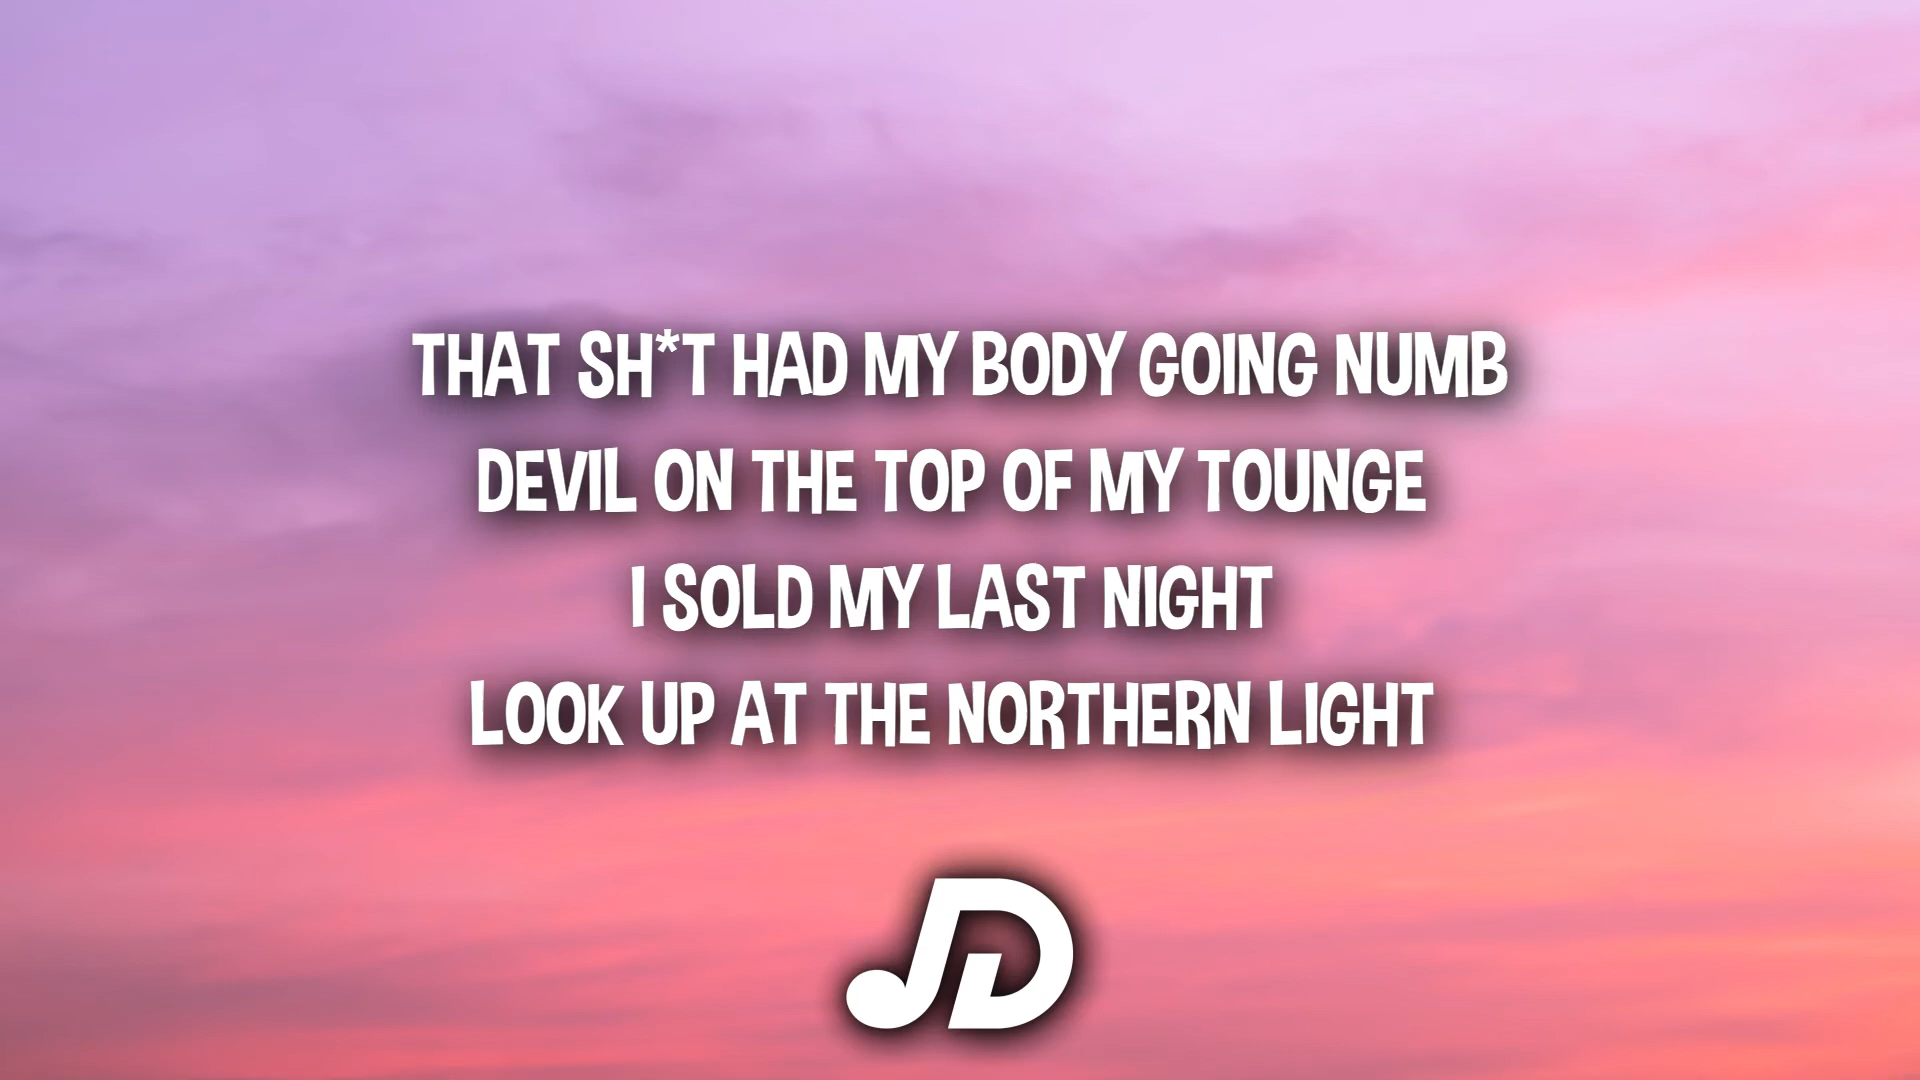 THAT SH*T HAD MY BODY GOING NUMB
DEVIL ON THE TOP OF MY TOUNGE
I SOLD MY LAST NIGHT
LOOK UP AT THE NORTHERN LIGHT
JD